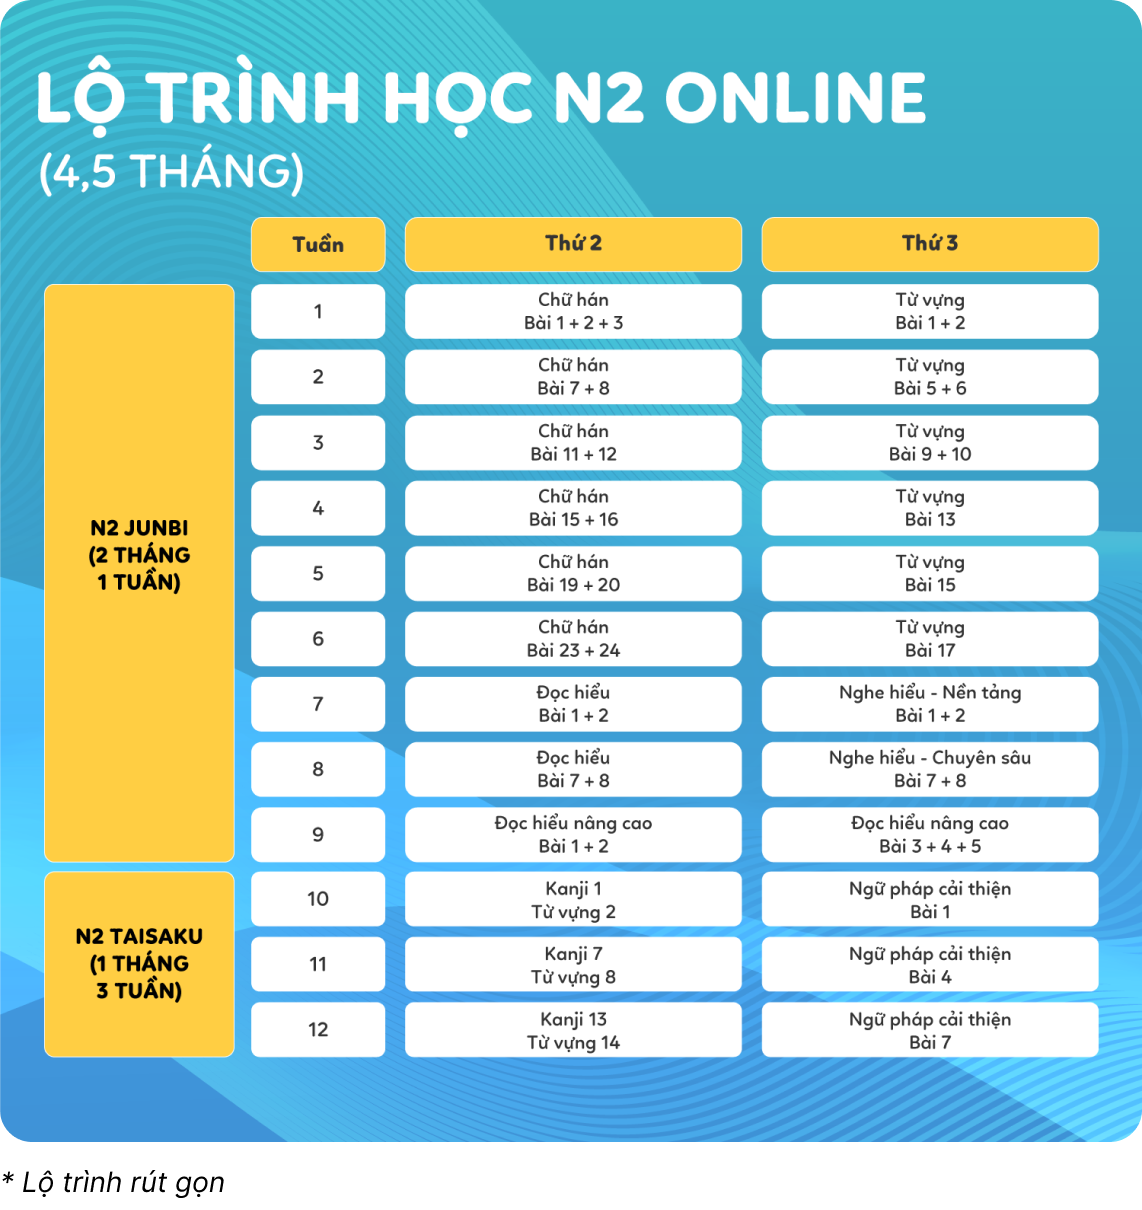 LỘ TRÌNH HỌC N2 ONLINE
(4,5 THÁNG)
Tuần
Thứ 2
Thứ 3
N2 JUNBI
(2 THÁNG
1 TUẦN)
1
Chữ hán
Bài 1 + 2 + 3
Từ vựng
Bài 1 + 2
2
Chữ hán
Bài 7 + 8
Từ vựng
Bài 5 + 6
3
Chữ hán
Bài 11 + 12
Từ vựng
Bài 9 + 10
4
Chữ hán
Bài 15 + 16
Từ vựng
Bài 13
5
Chữ hán
Bài 19 + 20
Từ vựng
Bài 15
6
Chữ hán
Bài 23 + 24
Từ vựng
Bài 17
7
Đọc hiểu
Bài 1 + 2
Nghe hiểu - Nền tảng
Bài 1 + 2
8
Đọc hiểu
Bài 7 + 8
Nghe hiểu - Chuyên sâu
Bài 7 + 8
9
Đọc hiểu nâng cao
Bài 1 + 2
Đọc hiểu nâng cao
Bài 3 + 4 + 5
N2 TAISAKU
(1 THÁNG
3 TUẦN)
10
Kanji 1
Từ vựng 2
Ngữ pháp cải thiện
Bài 1
11
Kanji 7
Từ vựng 8
Ngữ pháp cải thiện
Bài 4
12
Kanji 13
Từ vựng 14
Ngữ pháp cải thiện
Bài 7
* Lộ trình rút gọn